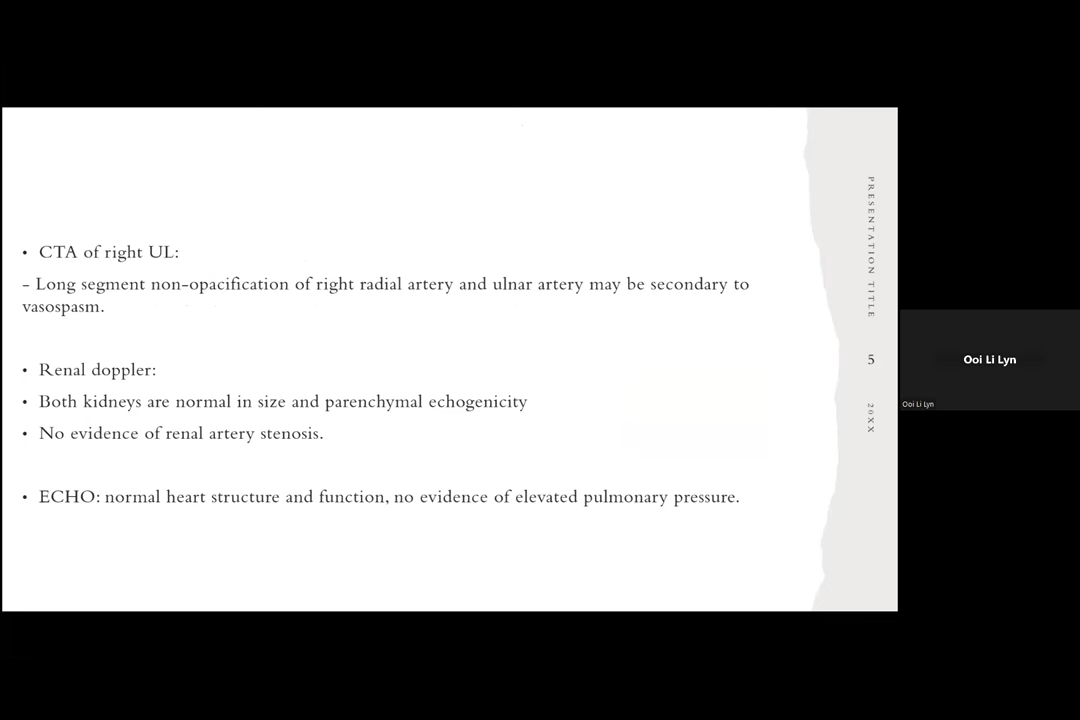 • CTA of right UL:
- Long segment non-opacification of right radial artery and ulnar artery may be secondary to
vasospasm.
• Renal doppler:
• Both kidneys are normal in size and parenchymal echogenicity
• No evidence of renal artery stenosis.
• ECHO: normal heart structure and function, no evidence of elevated pulmonary pressure.
PRESENTATION TITLE
5
20XX
Ooi Li Lyn
Ooi Li Lyn